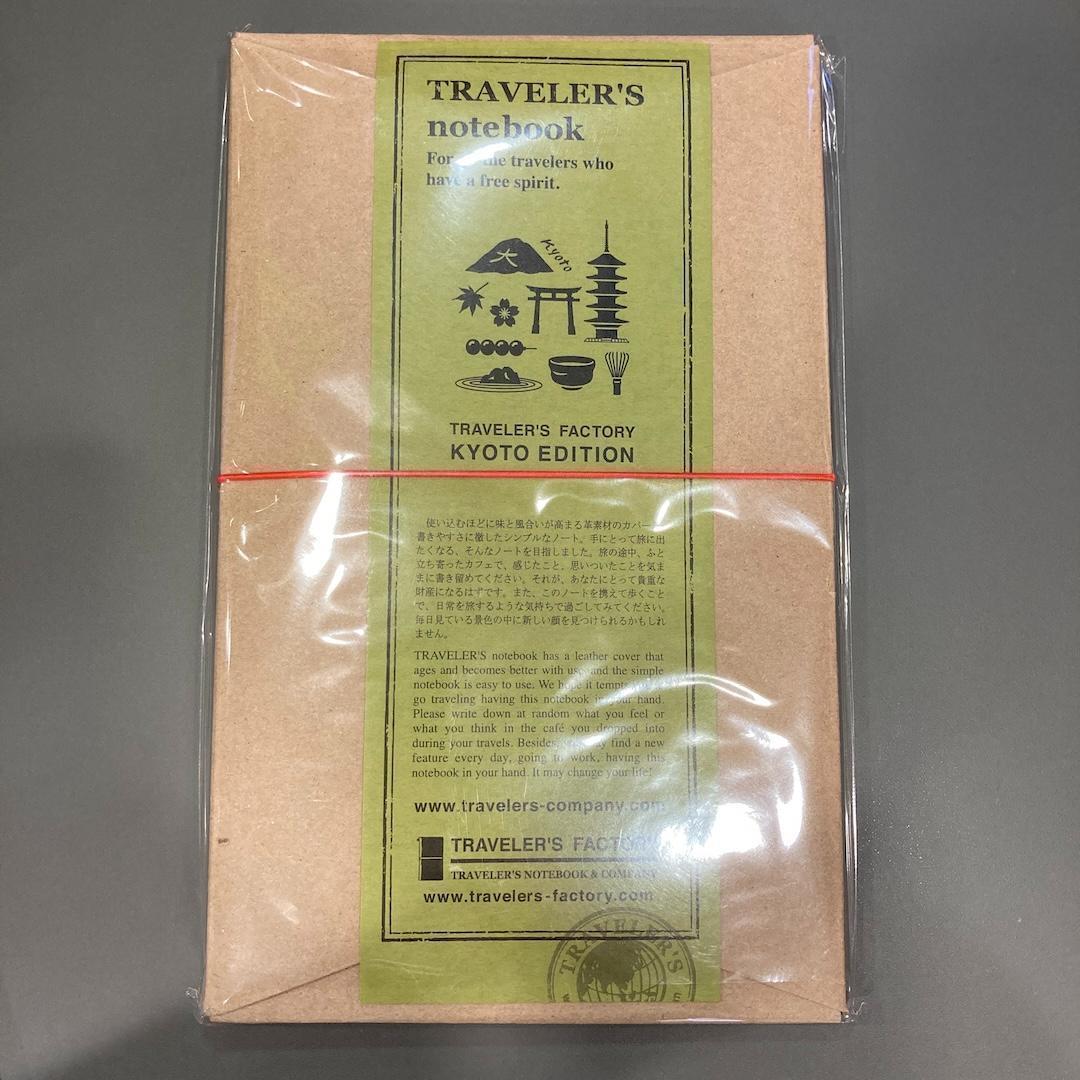 TRAVELER'S
notebook
For the travelers who
have a free spirit.
大
Kyoto
TRAVELER'S FACTORY
KYOTO EDITION
使い込むほどに味と風合いが高まる革素材のカバー
書きやすさに徹したシンプルなノート。手にとって旅に出
たくなる、そんなノートを目指しました。旅の途中、ふと
立ち寄ったカフェで、感じたこと、思いついたことを気ま
まに書き留めてください。それが、あなたにとって貴重な
財産になるはずです。また、このノートを携えて歩くこと
で、日常を旅するような気持ちで過ごしてみてください。
毎日見ている景色の中に新しい顔を見つけられるかもしれ
ません。
TRAVELER'S notebook has a leather cover that
ages and becomes better with use and the simple
notebook is easy to use. We hope it tempts
go traveling having this notebook in your hand.
Please write down at random what you feel or
what you think in the café you dropped into
during your travels. Besides, may find a new
feature every day, going to work, having this
notebook in your hand. It may change your life!
www.travelers-company.com
TRAVELER'S FACTORY
TRAVELER'S NOTEBOOK & COMPANY
www.travelers-factory.com
TRAVELER'S